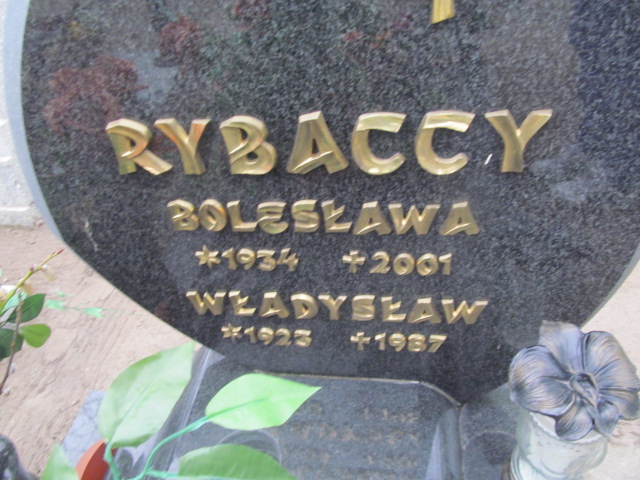 RYBACCY
BOLESŁAWA
*1934 +2001
WŁADYSŁAW
*1923 +1987